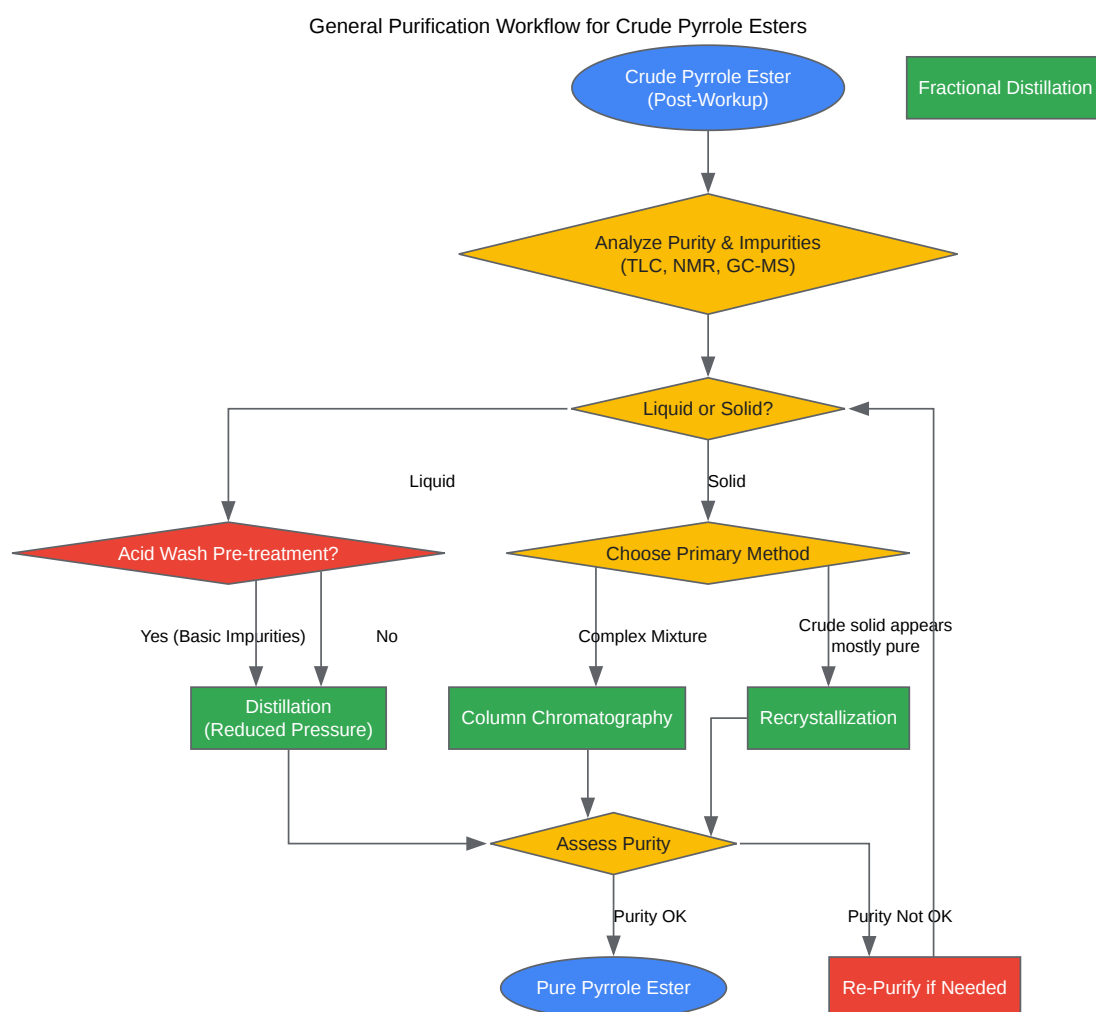 General Purification Workflow for Crude Pyrrole Esters
Crude Pyrrole Ester
(Post-Workup)
Fractional Distillation
Analyze Purity & Impurities
(TLC, NMR, GC-MS)
Liquid or Solid?
Liquid
Solid
Acid Wash Pre-treatment?
Choose Primary Method
Yes (Basic Impurities)
No
Complex Mixture
Crude solid appears
mostly pure
Distillation
(Reduced Pressure)
Column Chromatography
Recrystallization
Assess Purity
Purity OK
Purity Not OK
Pure Pyrrole Ester
Re-Purify if Needed